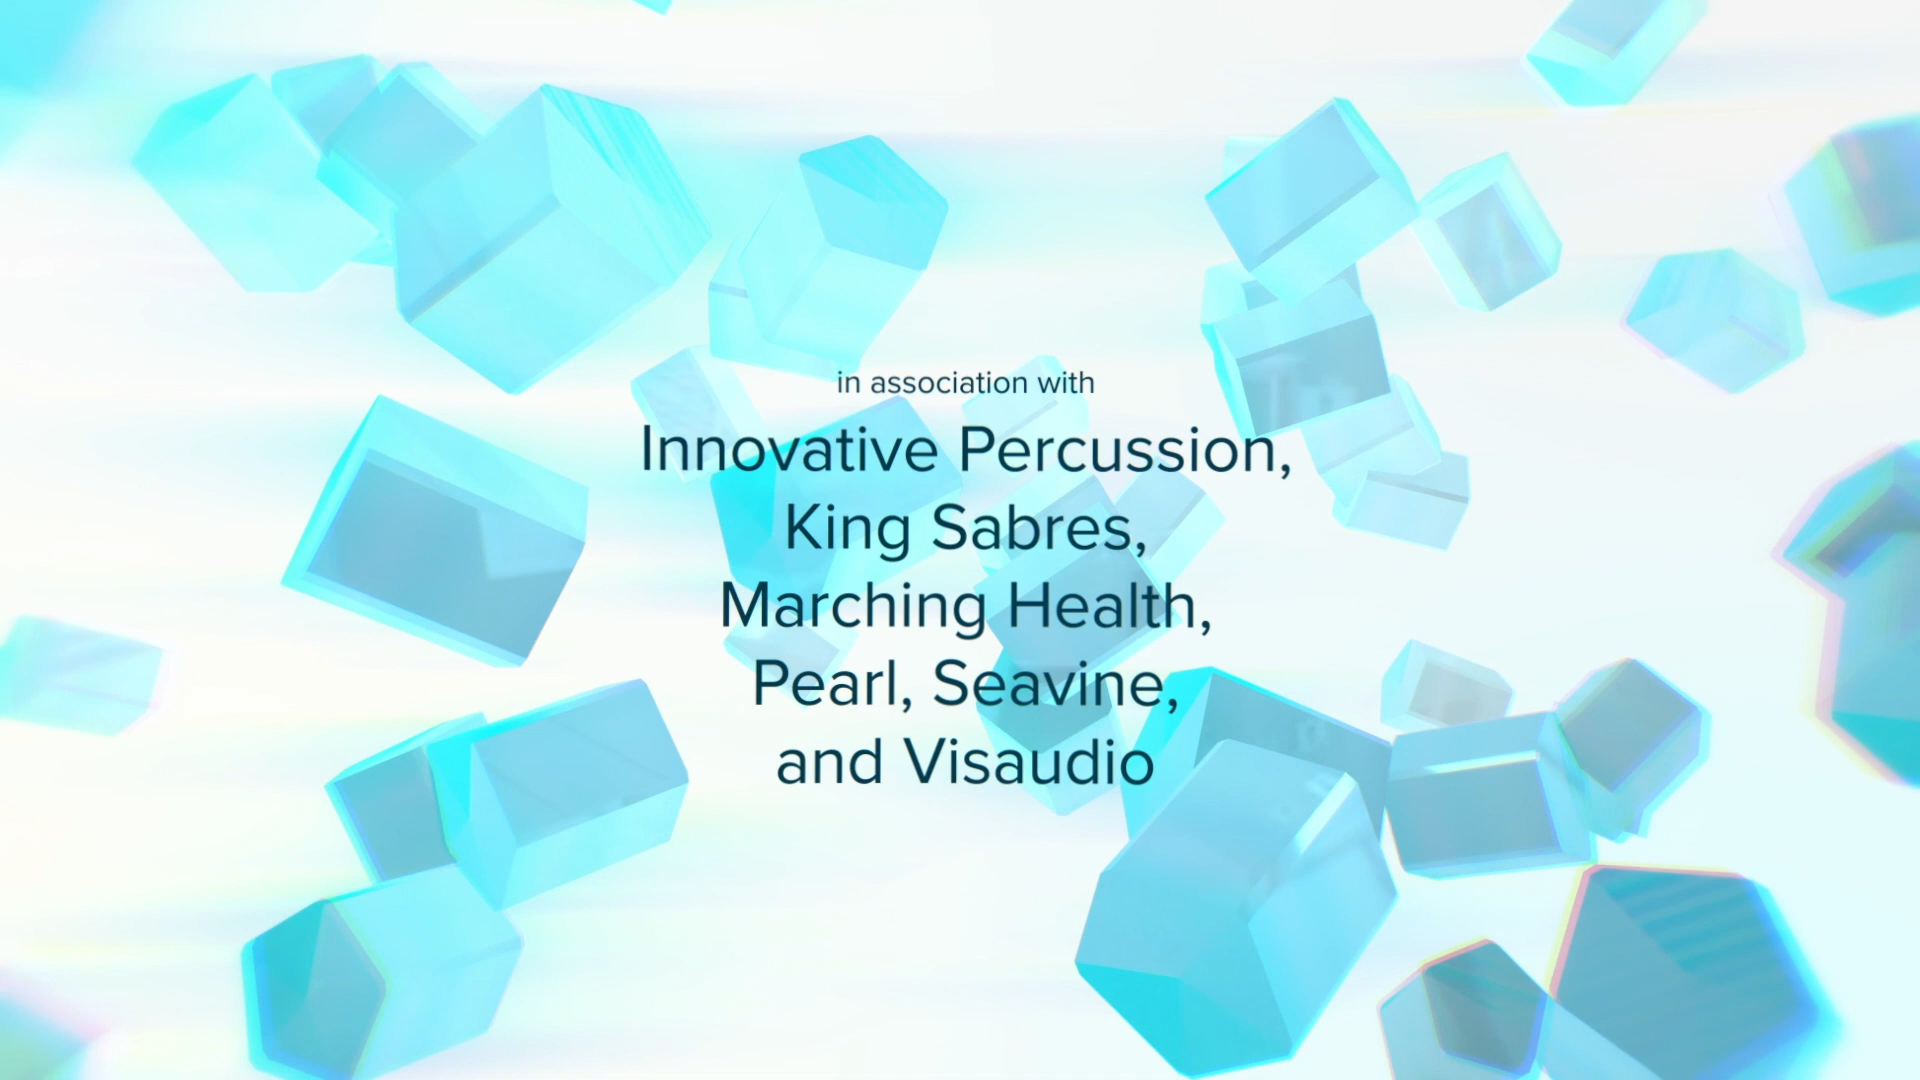 in association with
Innovative Percussion,
King Sabres,
Marching Health,
Pearl, Seavine,
and Visaudio